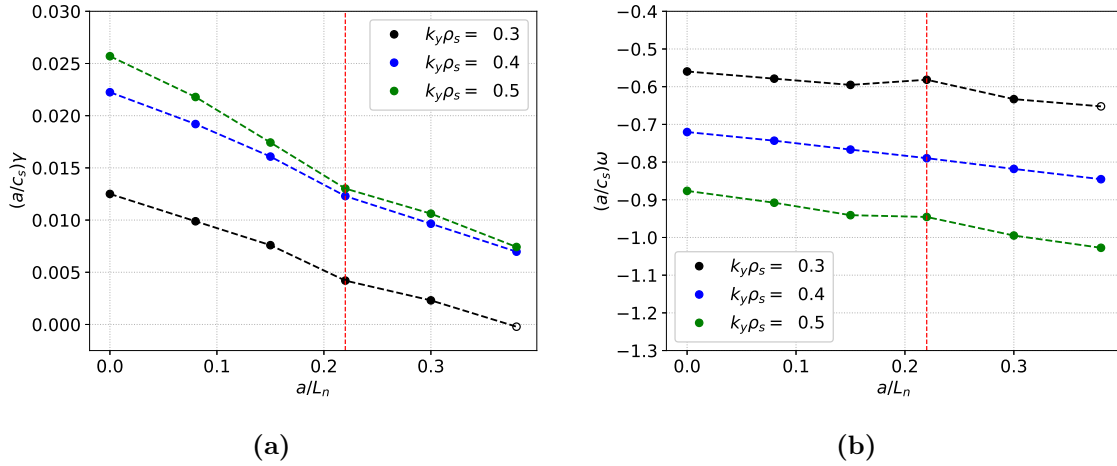 0.030
0.025
0.020
0.015
0.010
0.005
0.000
(a/c_s)γ
k_yρ_s = 0.3
k_yρ_s = 0.4
k_yρ_s = 0.5
0.0 0.1 0.2 0.3
a/L_n
(a)
−0.4
−0.5
−0.6
−0.7
−0.8
−0.9
−1.0
−1.1
−1.2
−1.3
(a/c_s)ω
k_yρ_s = 0.3
k_yρ_s = 0.4
k_yρ_s = 0.5
0.0 0.1 0.2 0.3
a/L_n
(b)